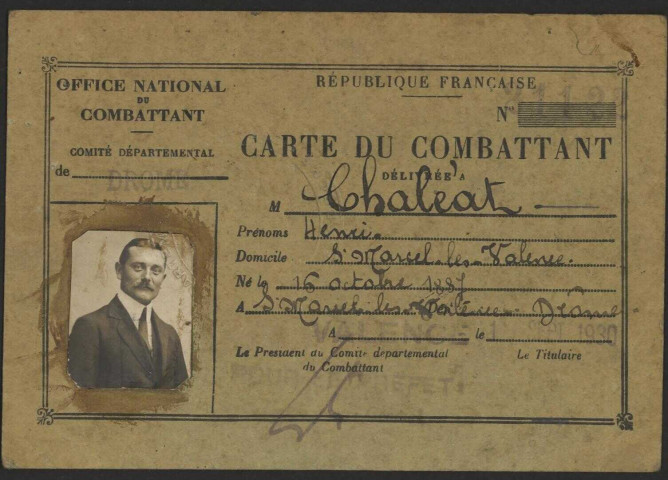 OFFICE NATIONAL
DU
COMBATTANT
COMITÉ DÉPARTEMENTAL
de DROME
RÉPUBLIQUE FRANÇAISE
N°
CARTE DU COMBATTANT
DÉLIVRÉE A
M Chaleat
Prénoms Henri
Domicile St Marcel-les-Valence
Né le 16 octobre 1887
A St Marcel-les-Valence Drôme
A VALENCE le 1930
Le Président du Comité départemental
du Combattant
Le Titulaire